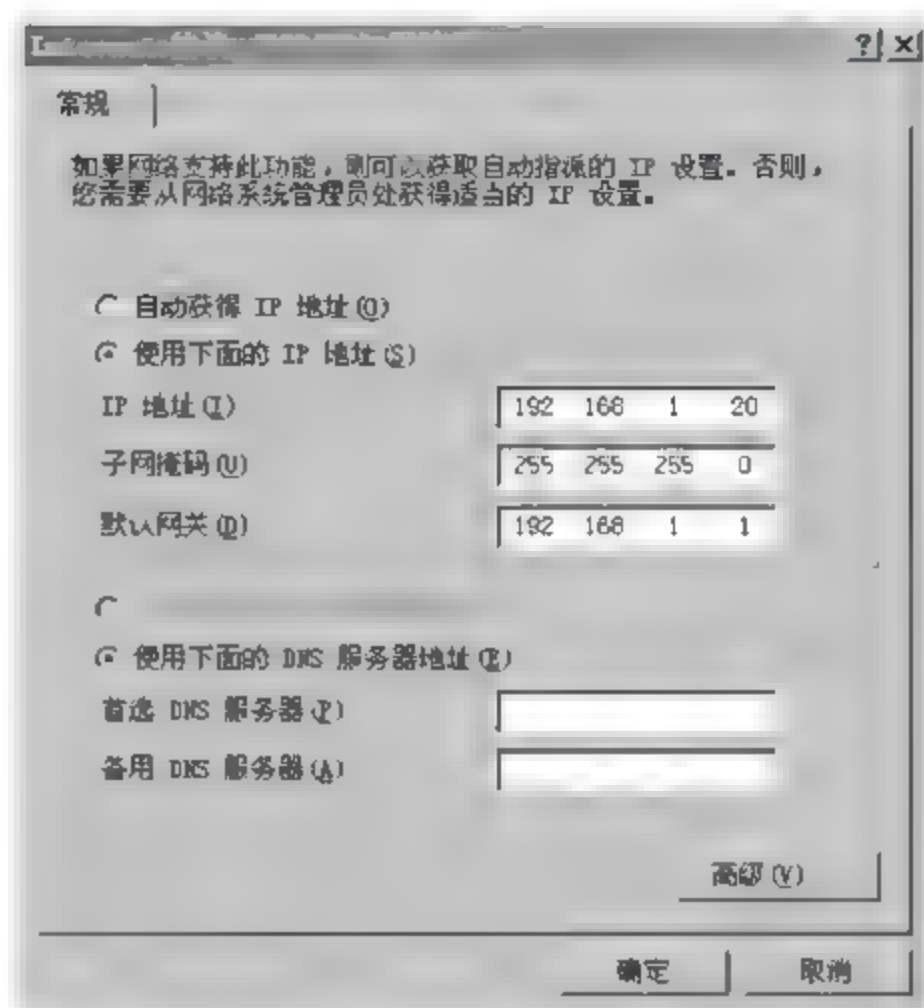 常规
如果网络支持此功能，则可以获取自动指派的 IP 设置。否则，
您需要从网络系统管理员处获得适当的 IP 设置。
自动获得 IP 地址(O)
使用下面的 IP 地址(S)
IP 地址(I)
192 168 1 20
子网掩码(U)
255 255 255 0
默认网关(D)
192 168 1 1
使用下面的 DNS 服务器地址(E)
首选 DNS 服务器(P)
备用 DNS 服务器(A)
高级(V)
确定
取消